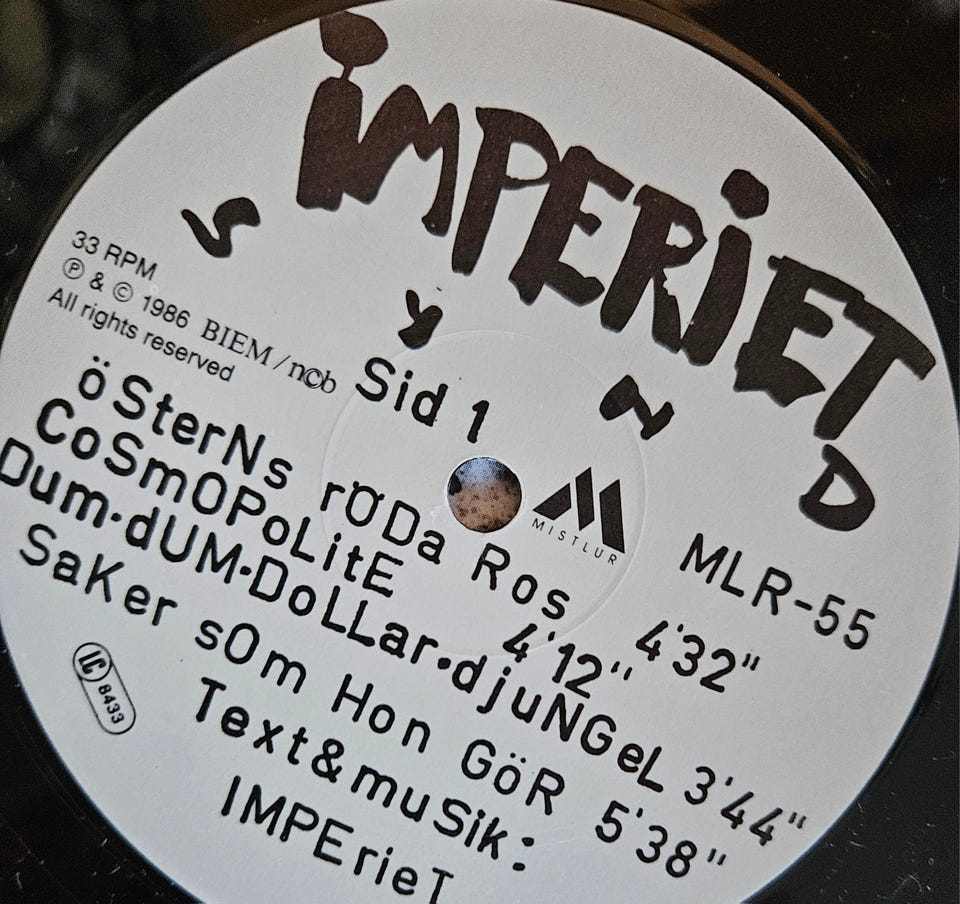 iMPERiET
S Y N D
33 RPM
Ⓟ & © 1986 BIEM/n©b
All rights reserved
Sid 1
MISTLUR
MLR-55
öSterNs rÖDa Ros 4'32"
CoSmOPoLitE 4'12"
Dum·dUM·DoLLar·djuNGeL 3'44"
SaKer sOm Hon GöR 5'38"
Text&muSik:
IMPErieT
LC 8433